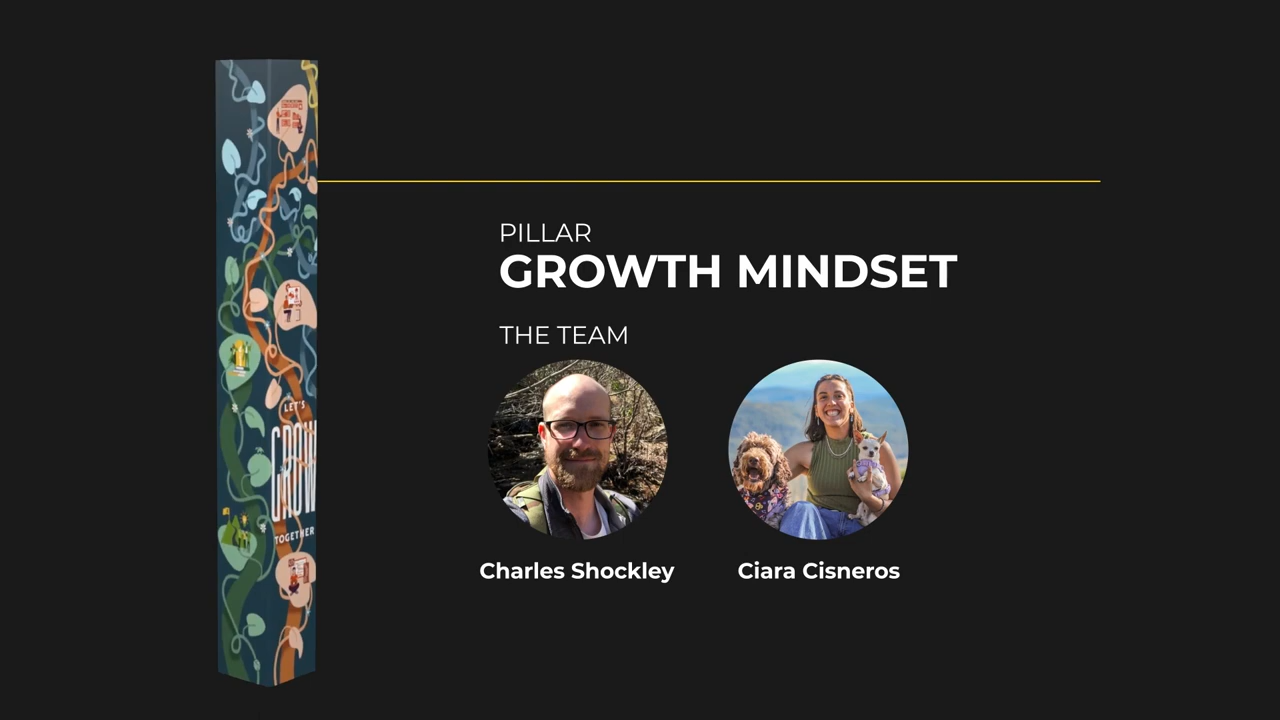 LET'S
GROW
TOGETHER
PILLAR
GROWTH MINDSET
THE TEAM
Charles Shockley
Ciara Cisneros